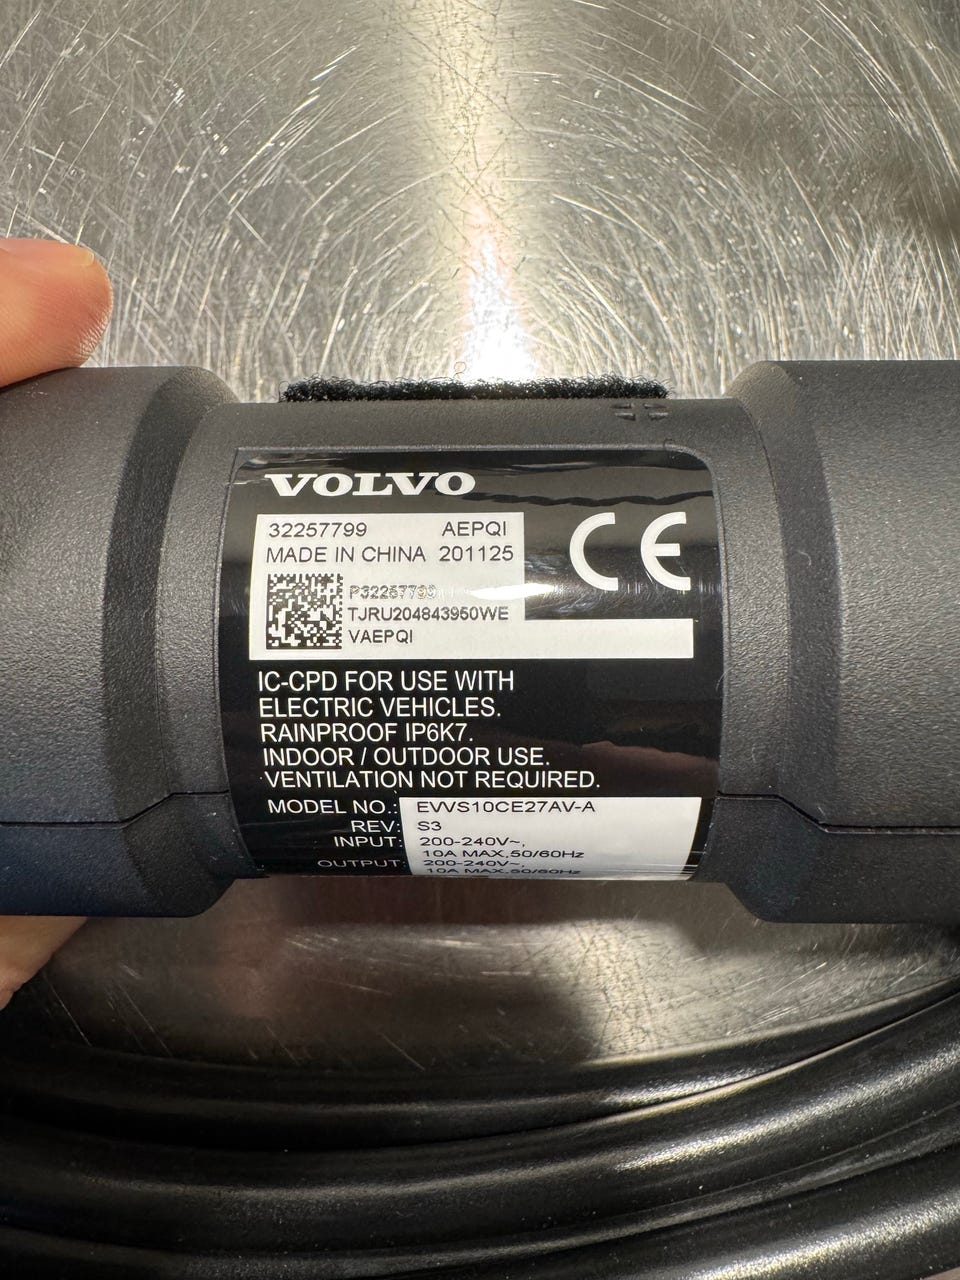 VOLVO
32257799 AEPQI
MADE IN CHINA 201125
P32257799
TJRU204843950WE
VAEPQI
CE
IC-CPD FOR USE WITH
ELECTRIC VEHICLES.
RAINPROOF IP6K7.
INDOOR / OUTDOOR USE.
VENTILATION NOT REQUIRED.
MODEL NO.: EVVS10CE27AV-A
REV: S3
INPUT: 200-240V~,
10A MAX,50/60Hz
OUTPUT: 200-240V~,
10A MAX,50/60Hz